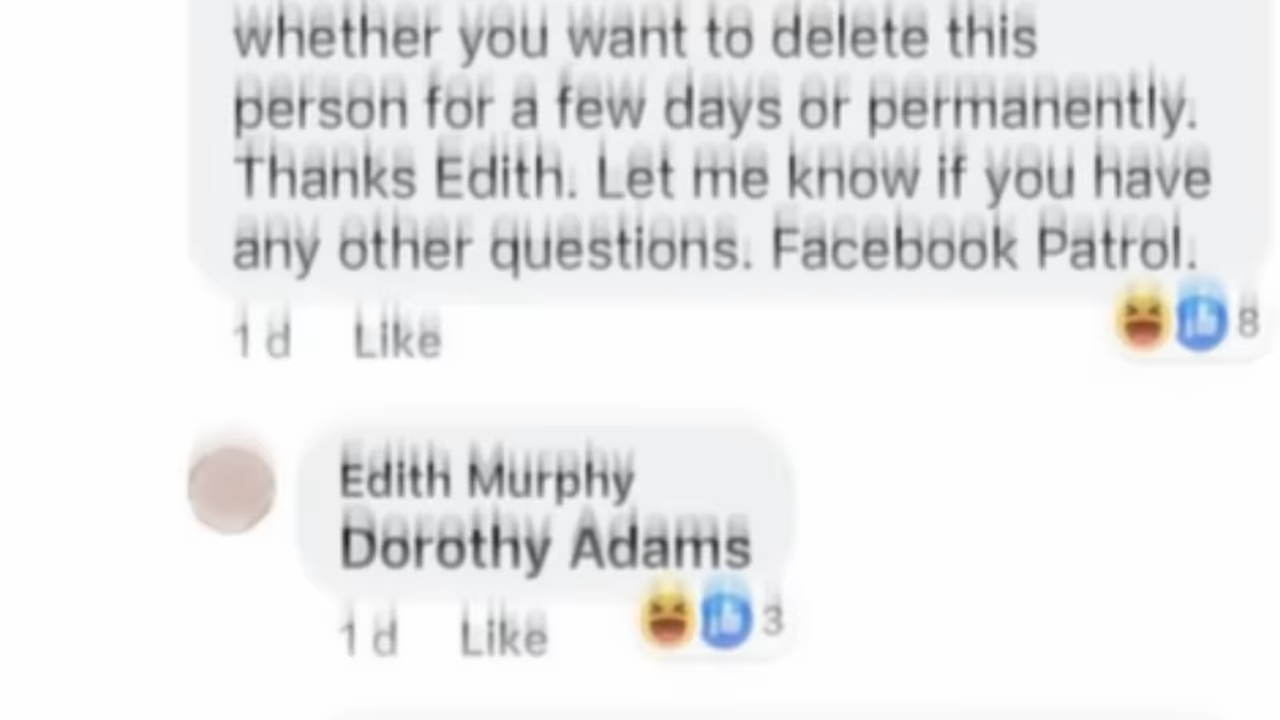 whether you want to delete this
person for a few days or permanently.
Thanks Edith. Let me know if you have
any other questions. Facebook Patrol.
1 d Like 8
Edith Murphy
Dorothy Adams
1 d Like 3